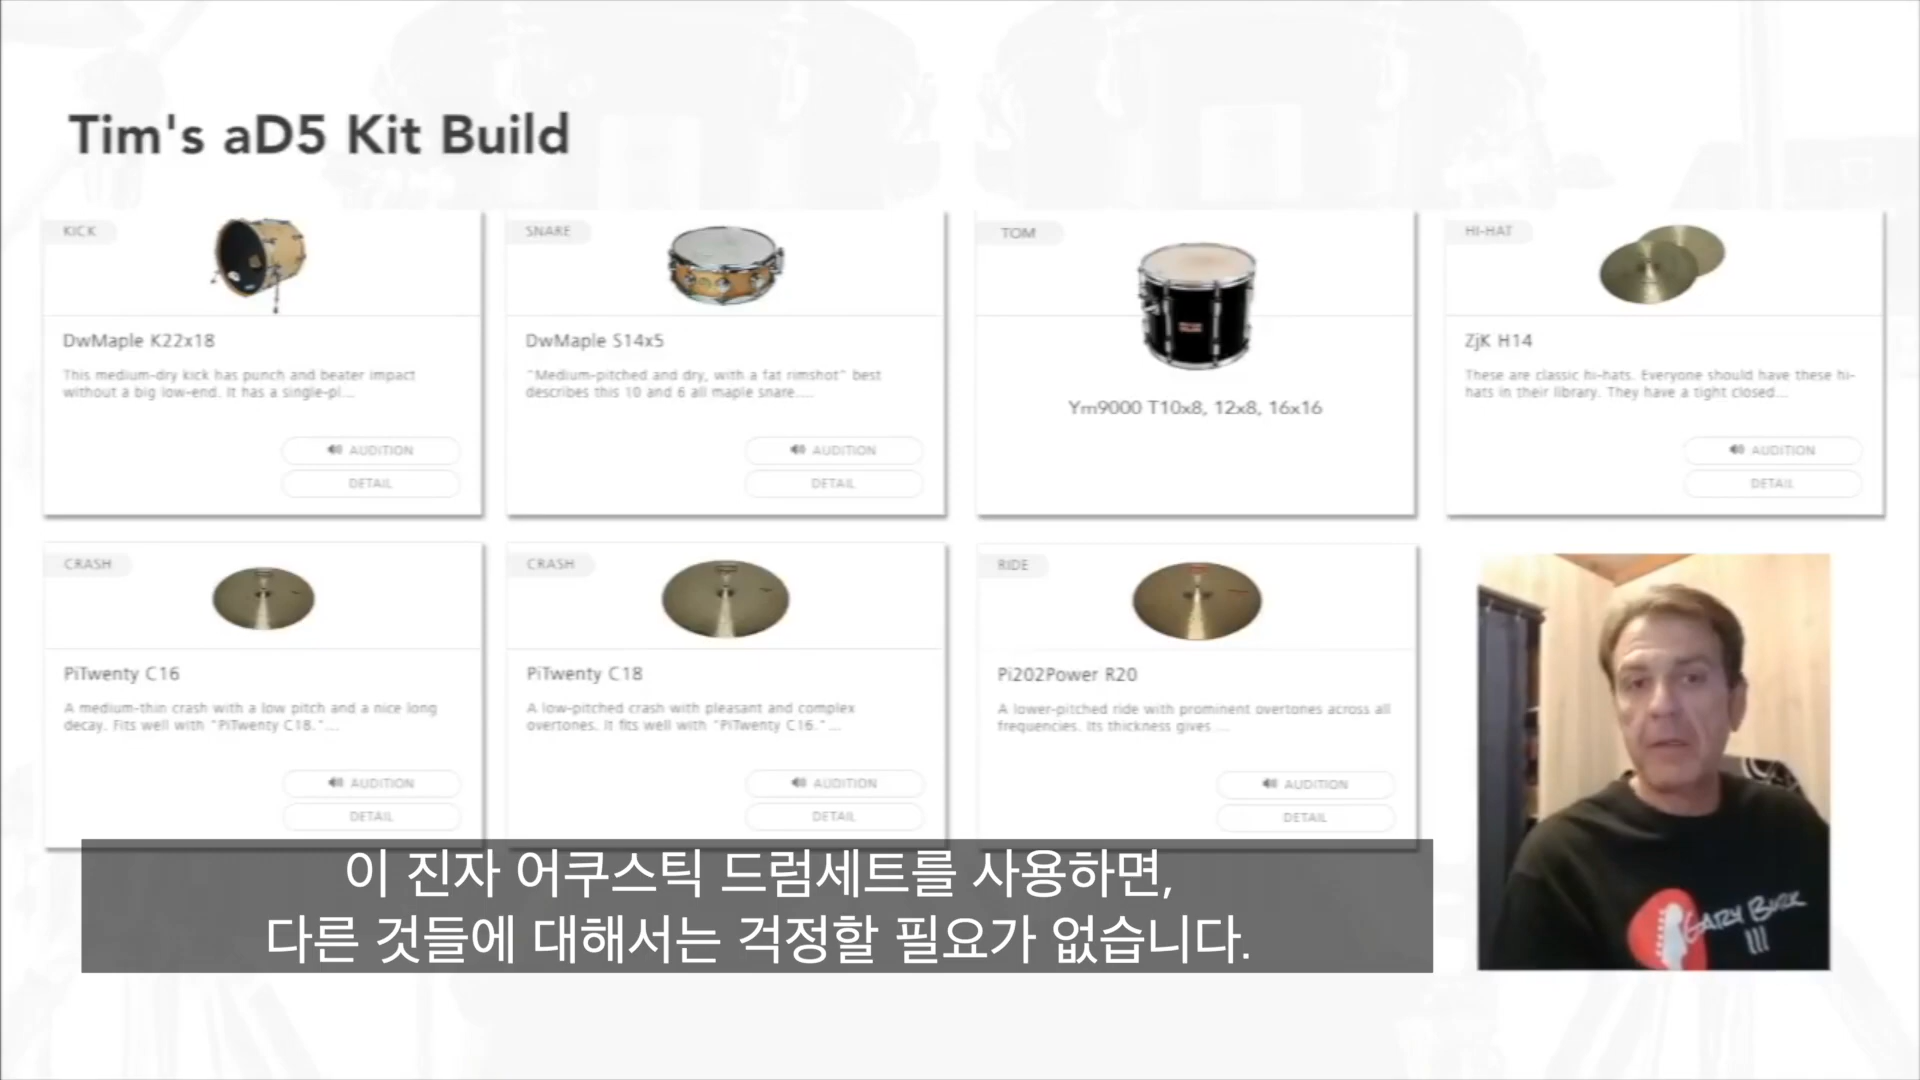 Tim's aD5 Kit Build
KICK
DwMaple K22x18
This medium-dry kick has punch and beater impact
without a big low-end. It has a single-pl...
AUDITION
DETAIL
SNARE
DwMaple S14x5
"Medium-pitched and dry, with a fat rimshot" best
describes this 10 and 6 all maple snare....
AUDITION
DETAIL
TOM
Ym9000 T10x8, 12x8, 16x16
HI-HAT
ZjK H14
These are classic hi-hats. Everyone should have these hi-
hats in their library. They have a tight closed...
AUDITION
DETAIL
CRASH
PiTwenty C16
A medium-thin crash with a low pitch and a nice long
decay. Fits well with "PiTwenty C18."...
AUDITION
DETAIL
CRASH
PiTwenty C18
A low-pitched crash with pleasant and complex
overtones. It fits well with "PiTwenty C16."...
AUDITION
DETAIL
RIDE
Pi202Power R20
A lower-pitched ride with prominent overtones across all
frequencies. Its thickness gives ...
AUDITION
DETAIL
GARY BURK
III
이 진자 어쿠스틱 드럼세트를 사용하면,
다른 것들에 대해서는 걱정할 필요가 없습니다.